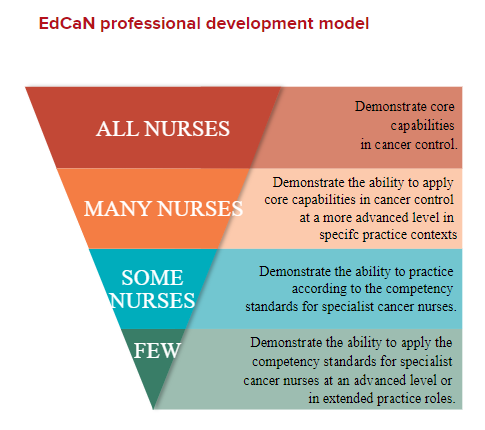 EdCaN professional development model
ALL NURSES
Demonstrate core
capabilities
in cancer control.
MANY NURSES
Demonstrate the ability to apply
core capabilities in cancer control
at a more advanced level in
specifc practice contexts
SOME
NURSES
Demonstrate the ability to practice
according to the competency
standards for specialist cancer nurses.
FEW
Demonstrate the ability to apply the
competency standards for specialist
cancer nurses at an advanced level or
in extended practice roles.